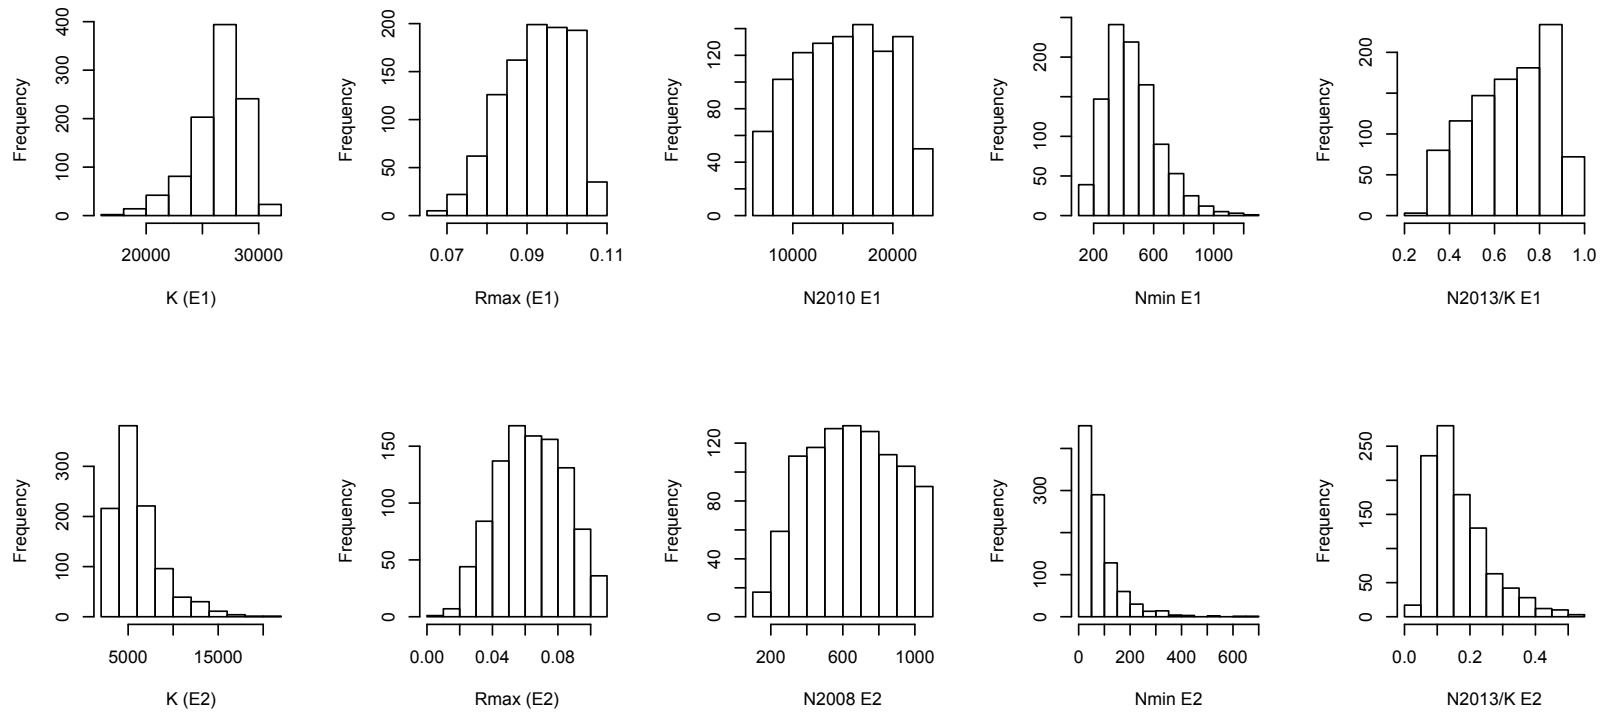 Frequency
0 100 200 300 400
20000 30000
K (E1)
Frequency
0 50 100 150 200
0.07 0.09 0.11
Rmax (E1)
Frequency
0 40 80 120
10000 20000
N2010 E1
Frequency
0 50 100 200
200 600 1000
Nmin E1
Frequency
0 50 100 200
0.2 0.4 0.6 0.8 1.0
N2013/K E1
Frequency
0 100 200 300
5000 15000
K (E2)
Frequency
0 50 100 150
0.00 0.04 0.08
Rmax (E2)
Frequency
0 40 80 120
200 600 1000
N2008 E2
Frequency
0 100 300
0 200 400 600
Nmin E2
Frequency
0 50 150 250
0.0 0.2 0.4
N2013/K E2